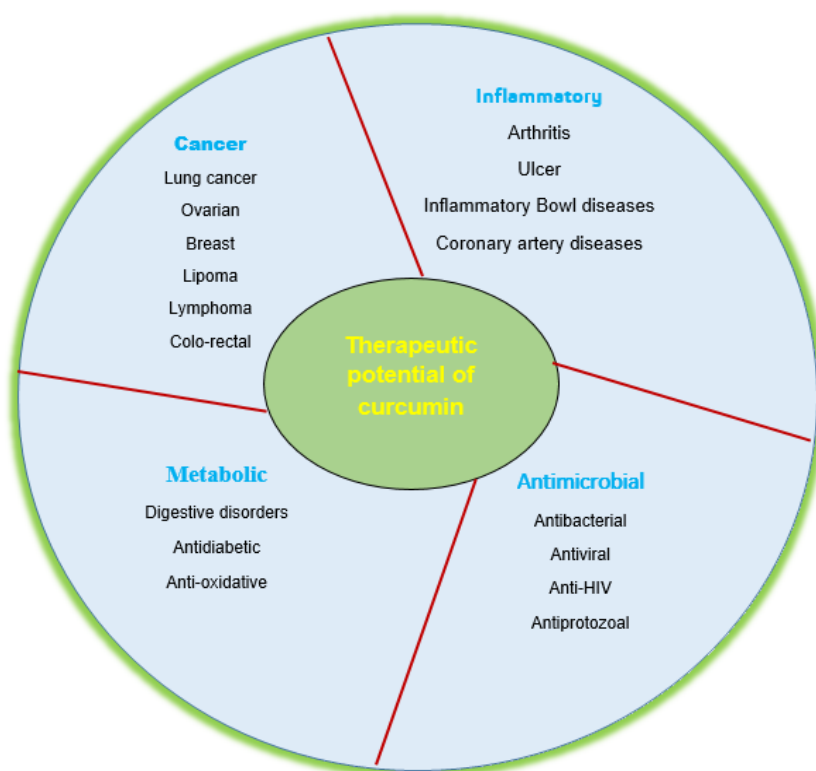 Cancer
Lung cancer
Ovarian
Breast
Lipoma
Lymphoma
Colo-rectal
Inflammatory
Arthritis
Ulcer
Inflammatory Bowl diseases
Coronary artery diseases
Therapeutic
potential of
curcumin
Metabolic
Digestive disorders
Antidiabetic
Anti-oxidative
Antimicrobial
Antibacterial
Antiviral
Anti-HIV
Antiprotozoal